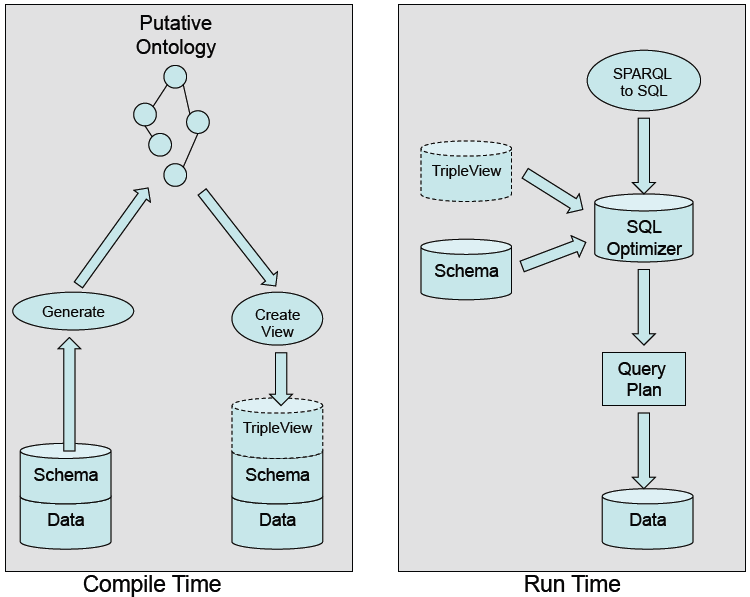 Putative
Ontology
Generate
Create
View
TripleView
Schema
Data
Schema
Data
Compile Time
SPARQL
to SQL
TripleView
SQL
Optimizer
Schema
Query
Plan
Data
Run Time